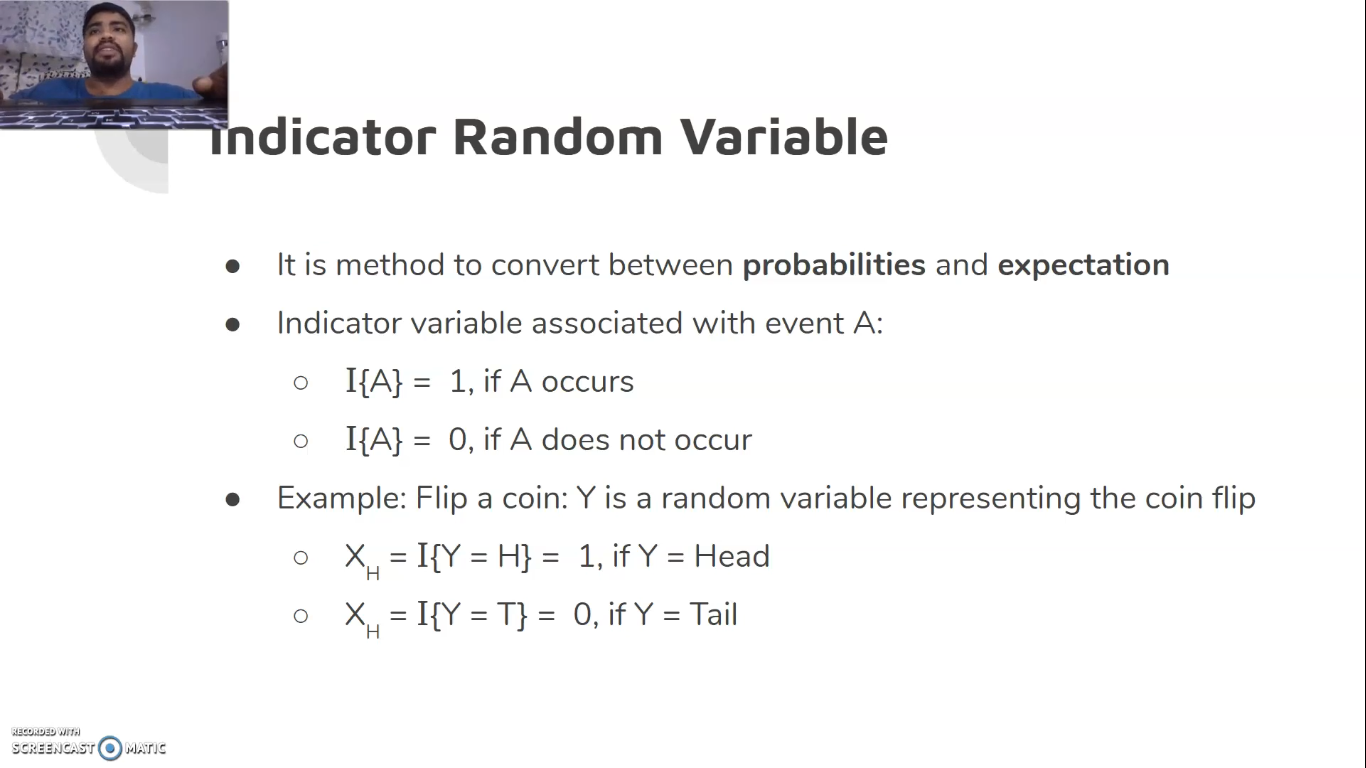 Indicator Random Variable
● It is method to convert between probabilities and expectation
● Indicator variable associated with event A:
○ I{A} = 1, if A occurs
○ I{A} = 0, if A does not occur
● Example: Flip a coin: Y is a random variable representing the coin flip
○ X_H = I{Y = H} = 1, if Y = Head
○ X_H = I{Y = T} = 0, if Y = Tail
RECORDED WITH
SCREENCAST MATIC